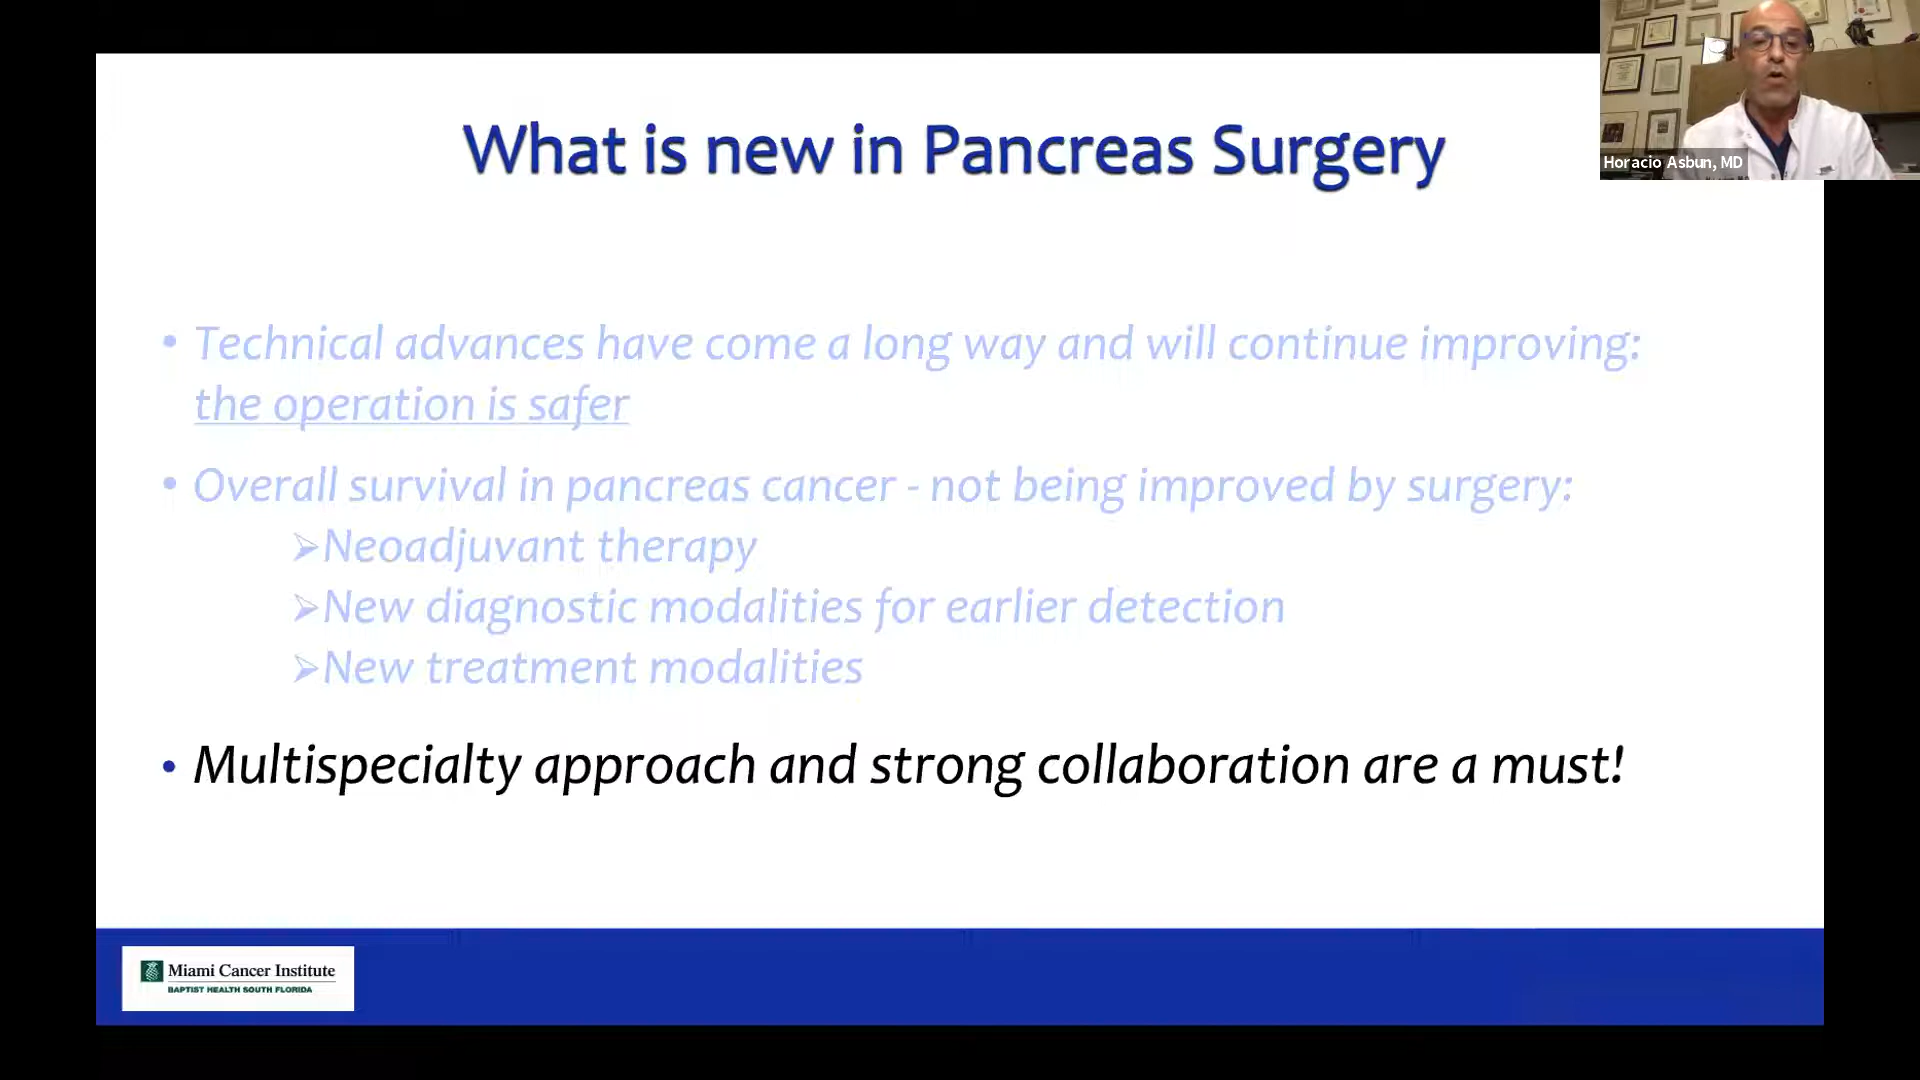 What is new in Pancreas Surgery
Horacio Asbun, MD
• Technical advances have come a long way and will continue improving:
the operation is safer
• Overall survival in pancreas cancer - not being improved by surgery:
➢Neoadjuvant therapy
➢New diagnostic modalities for earlier detection
➢New treatment modalities
• Multispecialty approach and strong collaboration are a must!
Miami Cancer Institute
BAPTIST HEALTH SOUTH FLORIDA